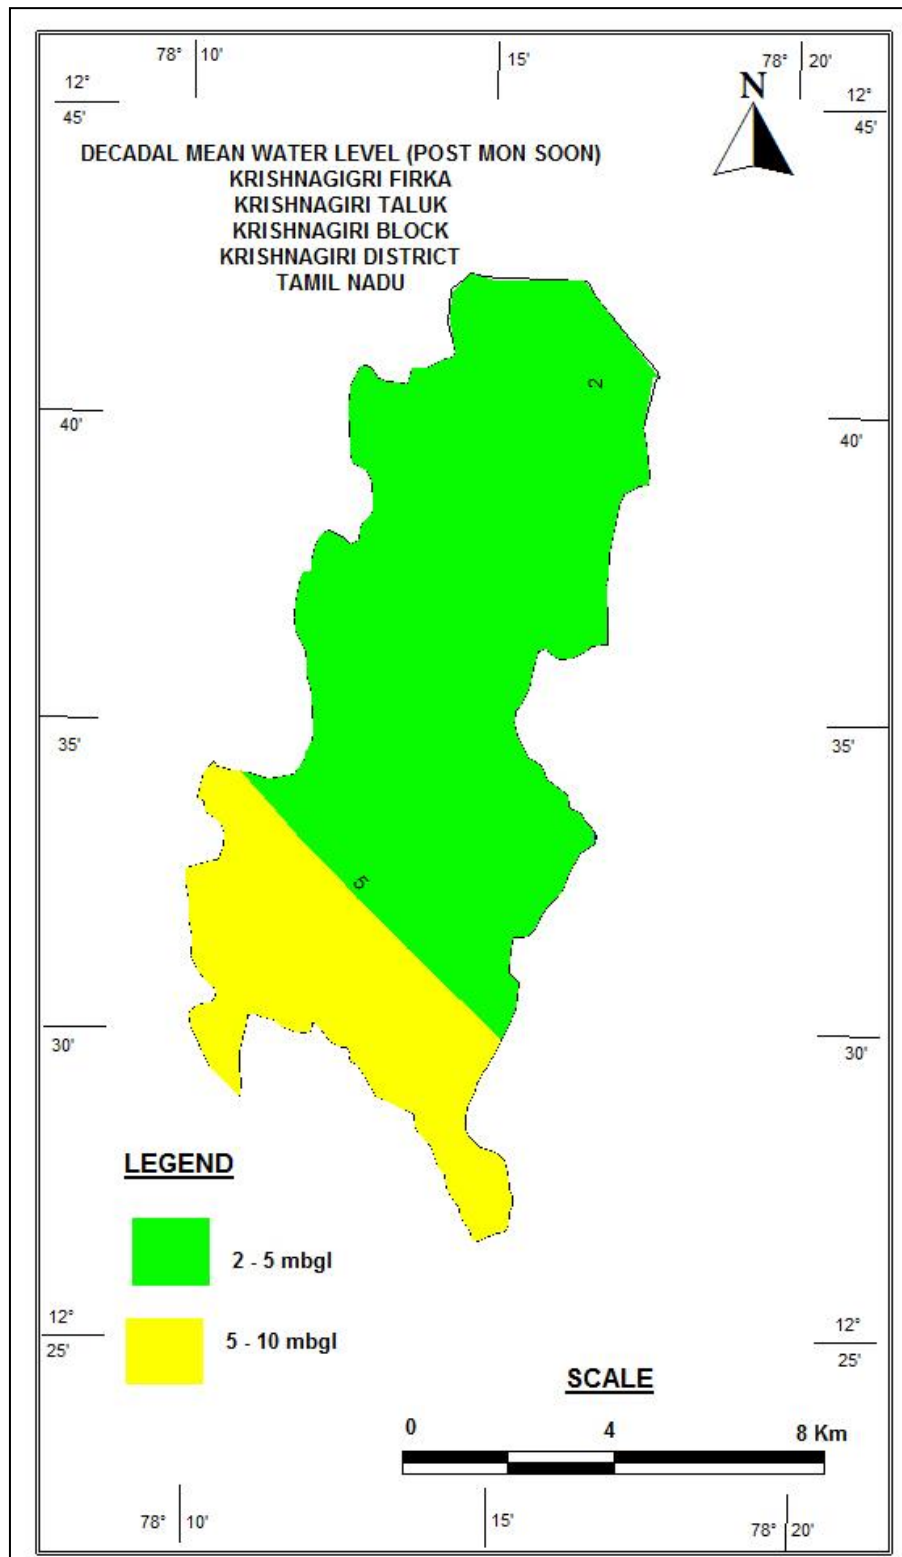 78° 10' 15' 78° 20'
12° 45' 12° 45'
N
DECADAL MEAN WATER LEVEL (POST MON SOON)
KRISHNAGIGRI FIRKA
KRISHNAGIRI TALUK
KRISHNAGIRI BLOCK
KRISHNAGIRI DISTRICT
TAMIL NADU
2
40' 40'
35' 35'
5
30' 30'
LEGEND
2 - 5 mbgl
5 - 10 mbgl
12° 25' 12° 25'
SCALE
0 4 8 Km
78° 10' 15' 78° 20'